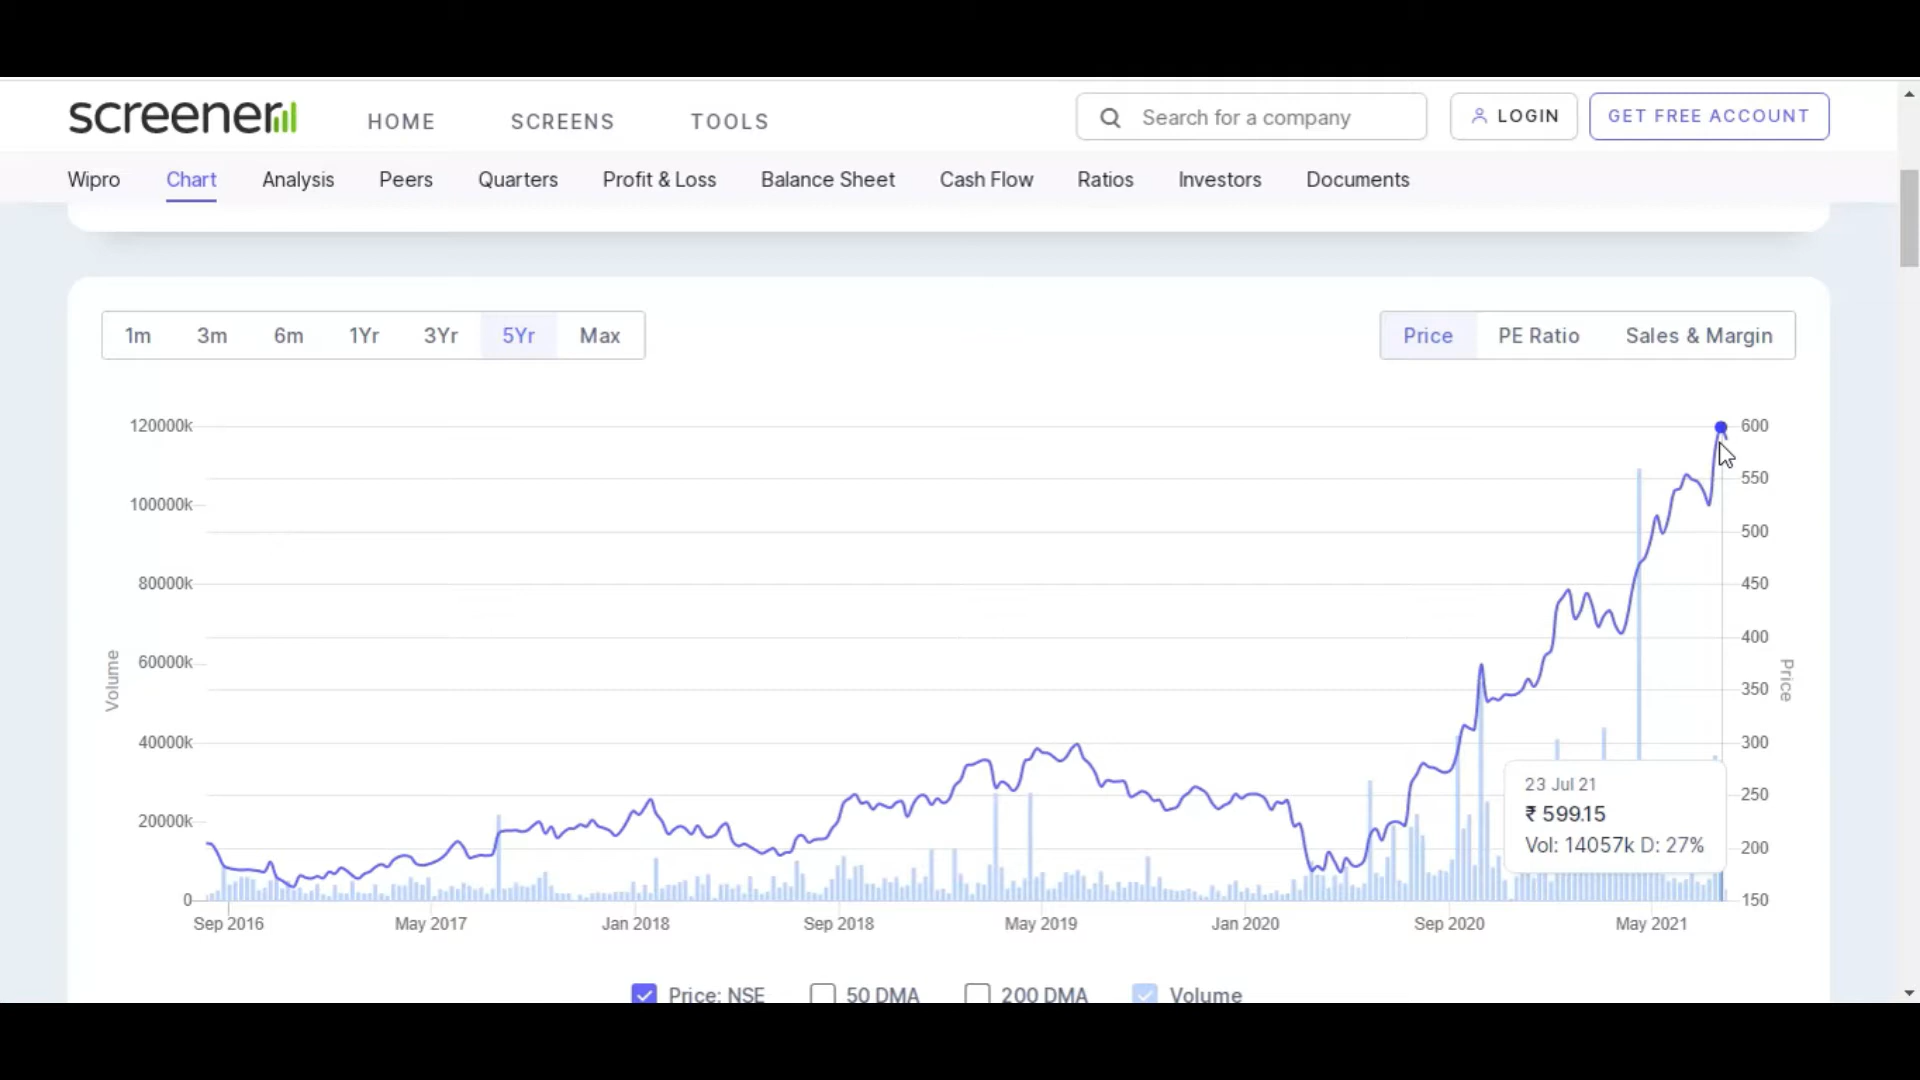 screener
HOME
SCREENS
TOOLS
Search for a company
LOGIN
GET FREE ACCOUNT
Wipro
Chart
Analysis
Peers
Quarters
Profit & Loss
Balance Sheet
Cash Flow
Ratios
Investors
Documents
1m 3m 6m 1Yr 3Yr 5Yr Max
Price PE Ratio Sales & Margin
120000k
100000k
80000k
60000k
40000k
20000k
0
Volume
600
550
500
450
400
350
300
250
200
150
Price
23 Jul 21
₹ 599.15
Vol: 14057k D: 27%
Sep 2016 May 2017 Jan 2018 Sep 2018 May 2019 Jan 2020 Sep 2020 May 2021
Price: NSE 50 DMA 200 DMA Volume